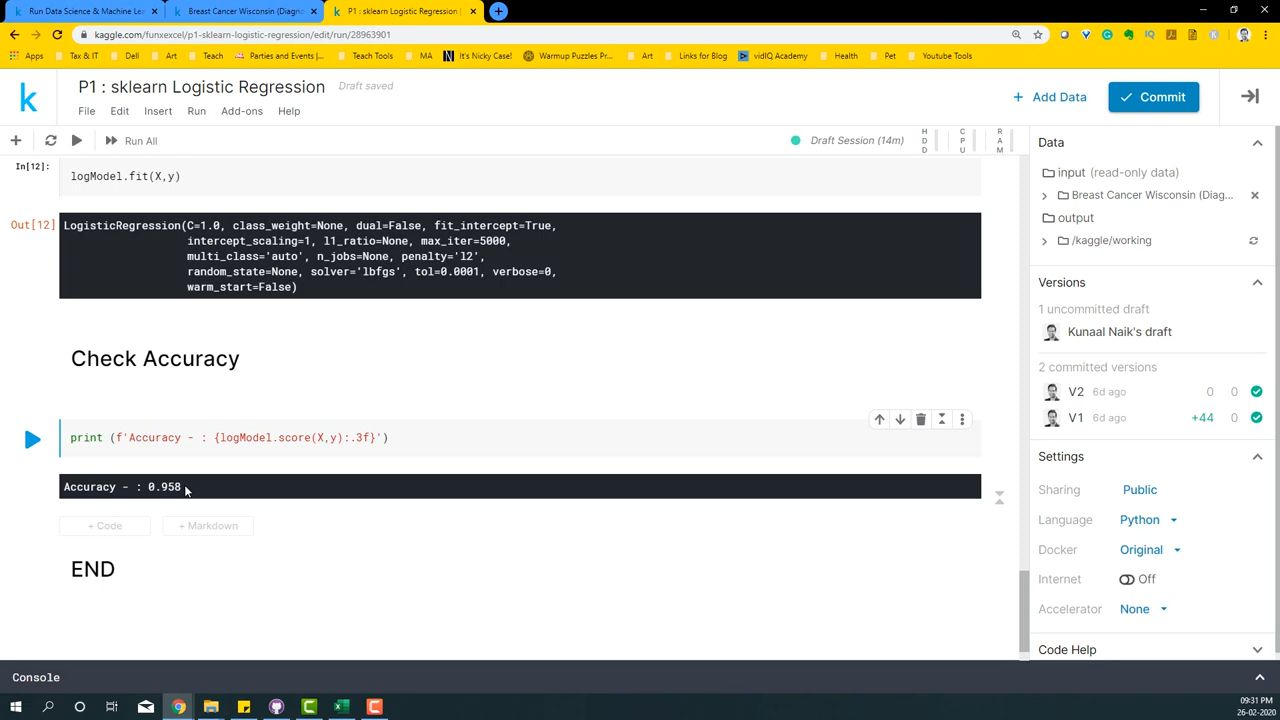 Run Data Science & Machine Le
Breast Cancer Wisconsin (Diagno
P1 : sklearn Logistic Regression |
kaggle.com/funxexcel/p1-sklearn-logistic-regression/edit/run/28963901
Apps
Tax & IT
Dell
Art
Teach
Parties and Events |...
Teach Tools
MA
It's Nicky Case!
Warmup Puzzles Pr...
Art
Links for Blog
vidIQ Academy
Health
Pet
Youtube Tools
k
P1 : sklearn Logistic Regression
Draft saved
File
Edit
Insert
Run
Add-ons
Help
+ Add Data
Commit
Run All
Draft Session (14m)
HDD
CPU
RAM
In[12]:
logModel.fit(X,y)
Out[12]
LogisticRegression(C=1.0, class_weight=None, dual=False, fit_intercept=True,
intercept_scaling=1, l1_ratio=None, max_iter=5000,
multi_class='auto', n_jobs=None, penalty='l2',
random_state=None, solver='lbfgs', tol=0.0001, verbose=0,
warm_start=False)
Check Accuracy
print (f'Accuracy - : {logModel.score(X,y):.3f}')
Accuracy - : 0.958
+ Code
+ Markdown
END
Data
input (read-only data)
Breast Cancer Wisconsin (Diag...
output
/kaggle/working
Versions
1 uncommitted draft
Kunaal Naik's draft
2 committed versions
V2 6d ago 0 0
V1 6d ago +44 0
Settings
Sharing Public
Language Python
Docker Original
Internet Off
Accelerator None
Code Help
Console
09:31 PM
26-02-2020